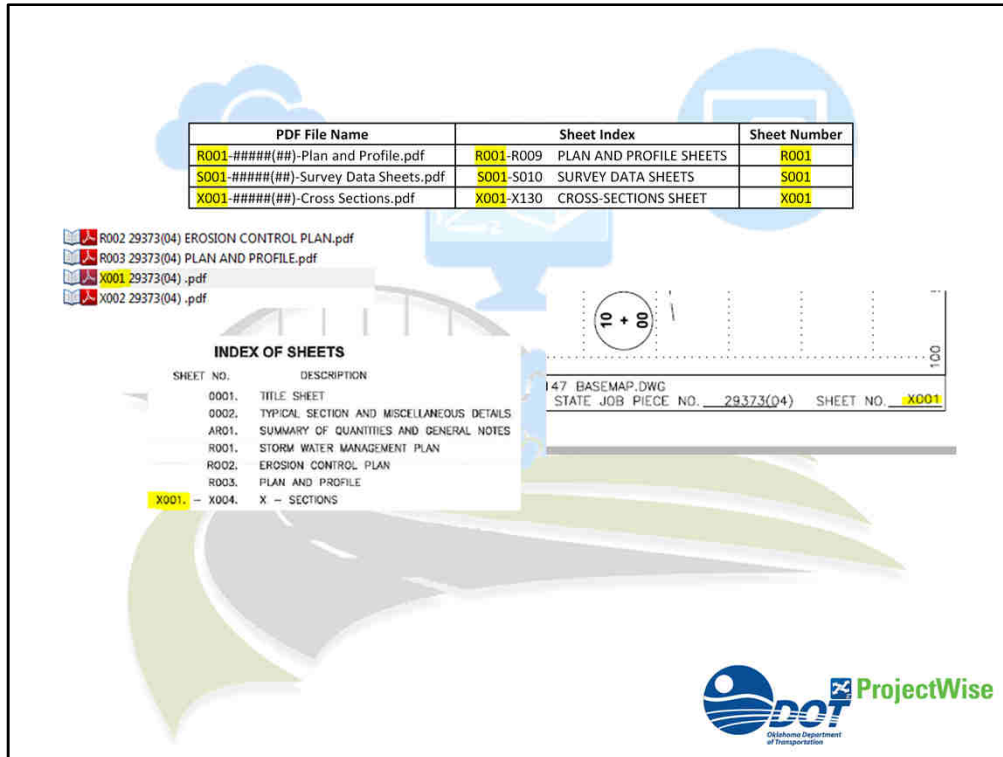 PDF File Name Sheet Index Sheet Number
R001-#####(##)-Plan and Profile.pdf R001-R009 PLAN AND PROFILE SHEETS R001
S001-#####(##)-Survey Data Sheets.pdf S001-S010 SURVEY DATA SHEETS S001
X001-#####(##)-Cross Sections.pdf X001-X130 CROSS-SECTIONS SHEET X001
R002 29373(04) EROSION CONTROL PLAN.pdf
R003 29373(04) PLAN AND PROFILE.pdf
X001 29373(04) .pdf
X002 29373(04) .pdf
10 + 00
100
147 BASEMAP.DWG
STATE JOB PIECE NO. 29373(04) SHEET NO. X001
INDEX OF SHEETS
SHEET NO. DESCRIPTION
0001. TITLE SHEET
0002. TYPICAL SECTION AND MISCELLANEOUS DETAILS
AR01. SUMMARY OF QUANTITIES AND GENERAL NOTES
R001. STORM WATER MANAGEMENT PLAN
R002. EROSION CONTROL PLAN
R003. PLAN AND PROFILE
X001. - X004. X - SECTIONS
DOT
Oklahoma Department
of Transportation
ProjectWise